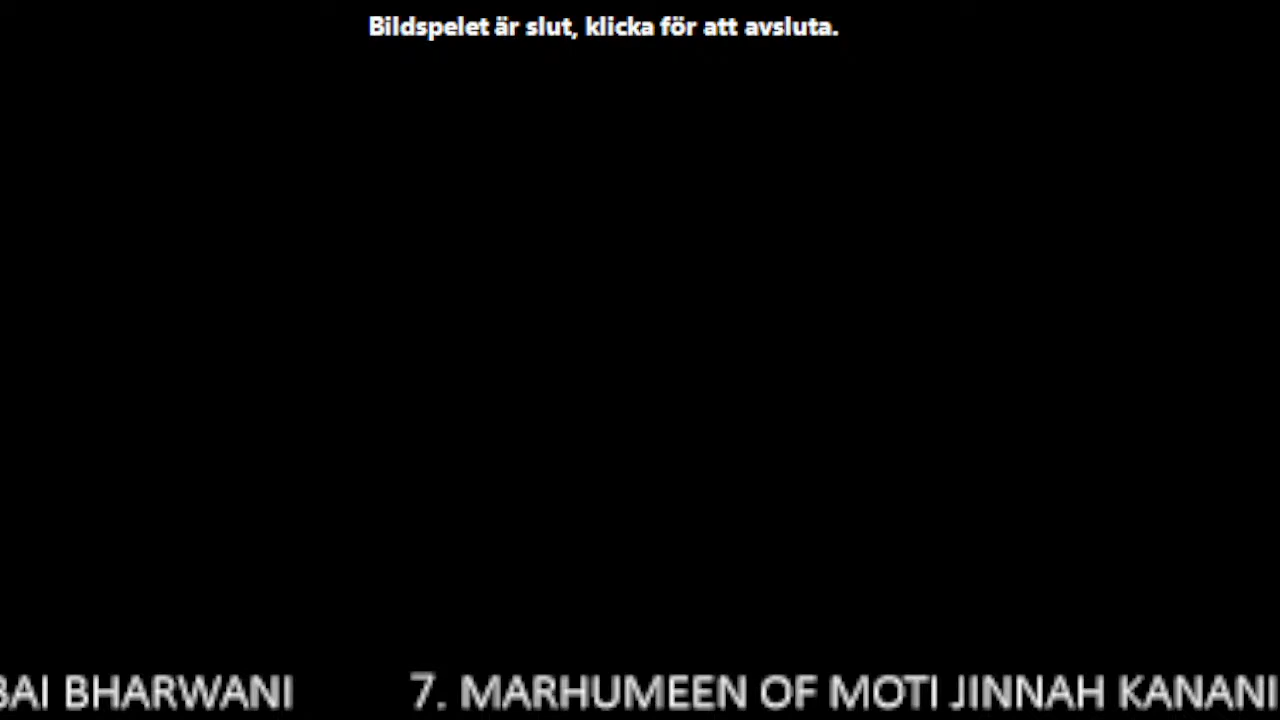 Bildspelet är slut, klicka för att avsluta.
BHARWANI 7. MARHUMEEN OF MOTI JINNAH KANANI